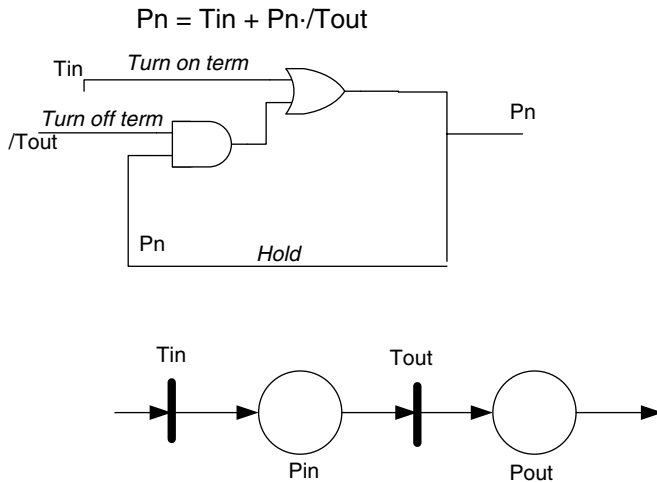 Pn = Tin + Pn·/Tout
Tin
Turn on term
Turn off term
/Tout
Pn
Pn
Hold
Tin
Tout
Pin
Pout